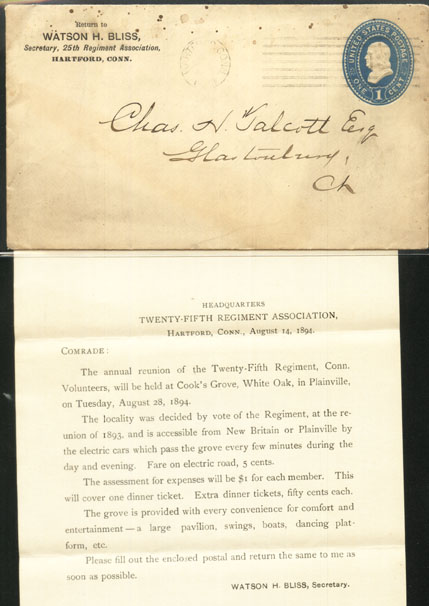 Return to
WATSON H. BLISS,
Secretary, 25th Regiment Association,
HARTFORD, CONN.
UNITED STATES POSTAGE
1
ONE CENT
Chas. H. Talcott Esq
Glastonbury,
Ct
HEADQUARTERS
TWENTY-FIFTH REGIMENT ASSOCIATION,
HARTFORD, CONN., AUGUST 14, 1894.
COMRADE:
The annual reunion of the Twenty-Fifth Regiment, Conn.
Volunteers, will be held at Cook's Grove, White Oak, in Plainville,
on Tuesday, August 28, 1894.
The locality was decided by vote of the Regiment, at the re-
union of 1893, and is accessible from New Britain or Plainville by
the electric cars which pass the grove every few minutes during the
day and evening. Fare on electric road, 5 cents.
The assessment for expenses will be $1 for each member. This
will cover one dinner ticket. Extra dinner tickets, fifty cents each.
The grove is provided with every convenience for comfort and
entertainment — a large pavilion, swings, boats, dancing plat-
form, etc.
Please fill out the enclosed postal and return the same to me as
soon as possible.
WATSON H. BLISS, Secretary.